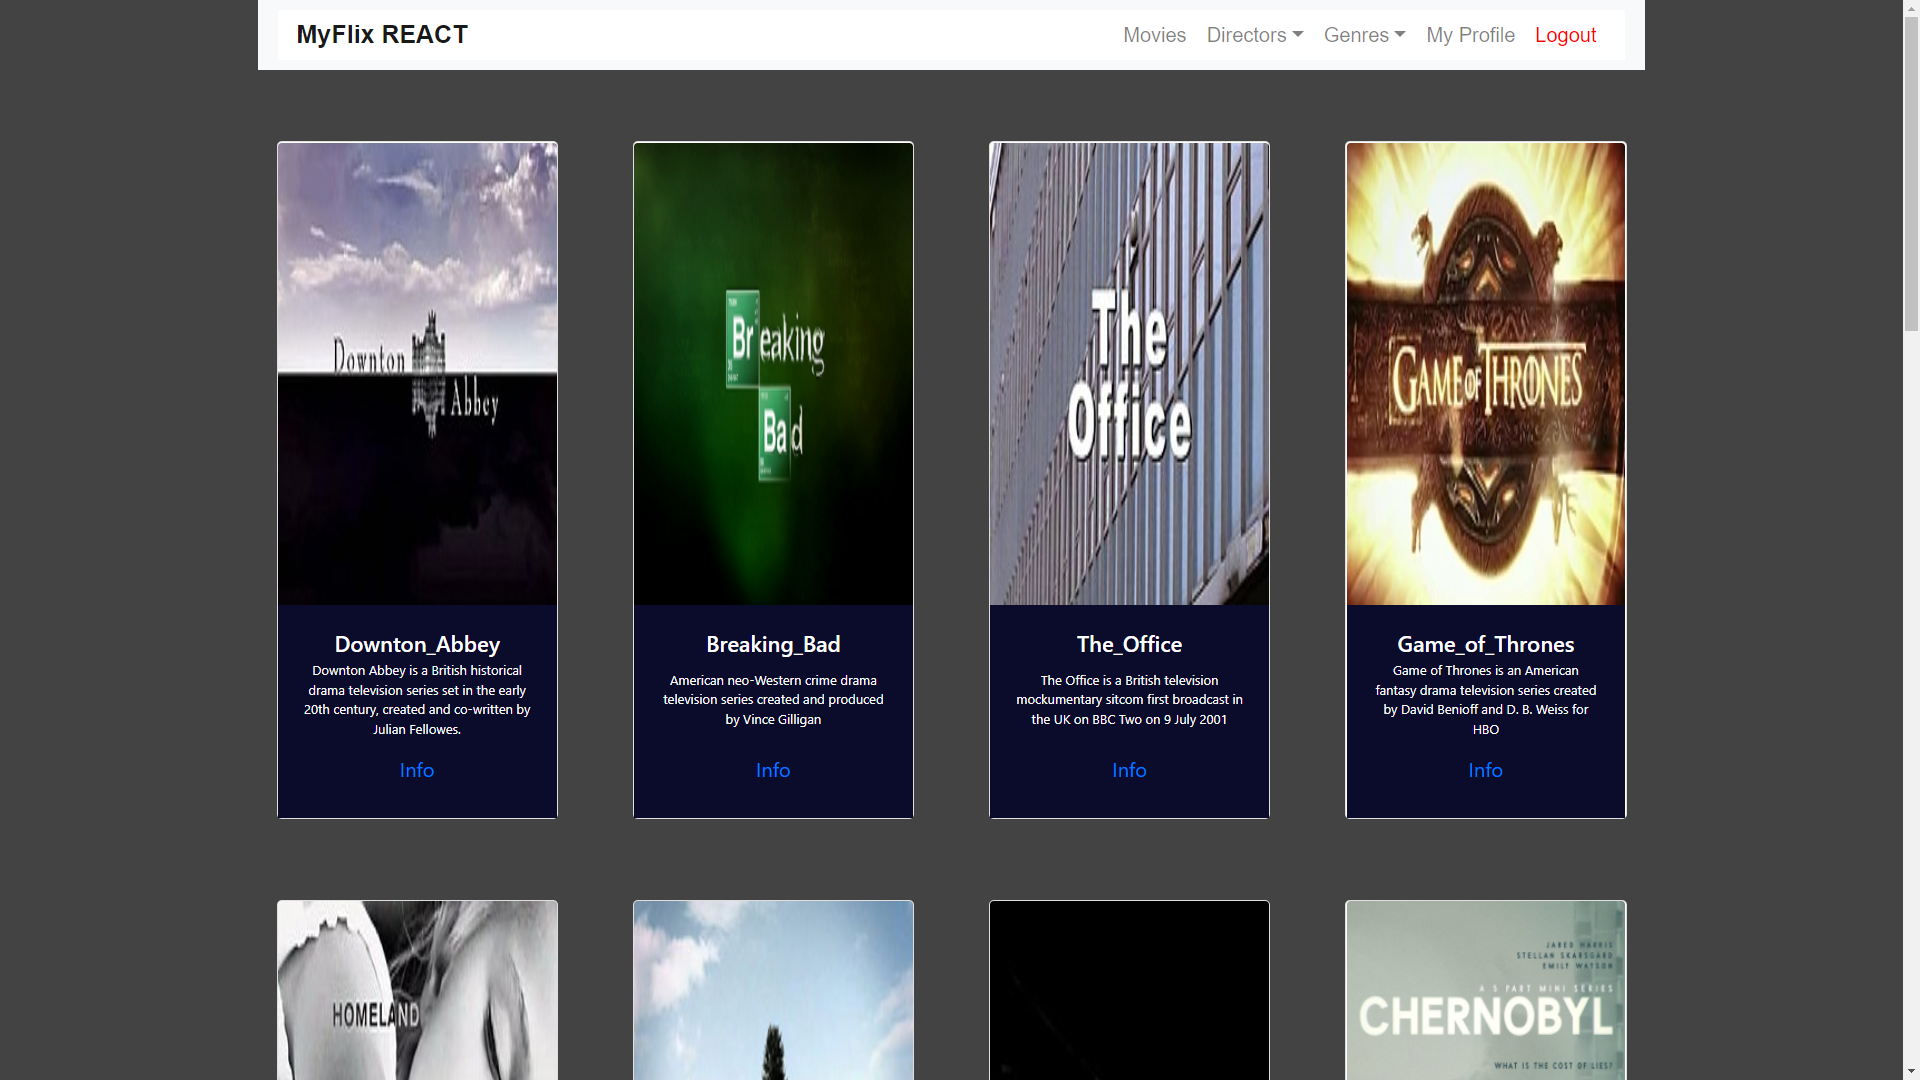 MyFlix REACT
Movies Directors Genres My Profile Logout
Downton
Abbey
Breaking
Bad
The
Office
GAME OF THRONES
Downton_Abbey
Downton Abbey is a British historical
drama television series set in the early
20th century, created and co-written by
Julian Fellowes.
Info
Breaking_Bad
American neo-Western crime drama
television series created and produced
by Vince Gilligan
Info
The_Office
The Office is a British television
mockumentary sitcom first broadcast in
the UK on BBC Two on 9 July 2001
Info
Game_of_Thrones
Game of Thrones is an American
fantasy drama television series created
by David Benioff and D. B. Weiss for
HBO
Info
HOMELAND
JARED HARRIS
STELLAN SKARSGÅRD
EMILY WATSON
A 5 PART MINI SERIES
CHERNOBYL
WHAT IS THE COST OF LIES?